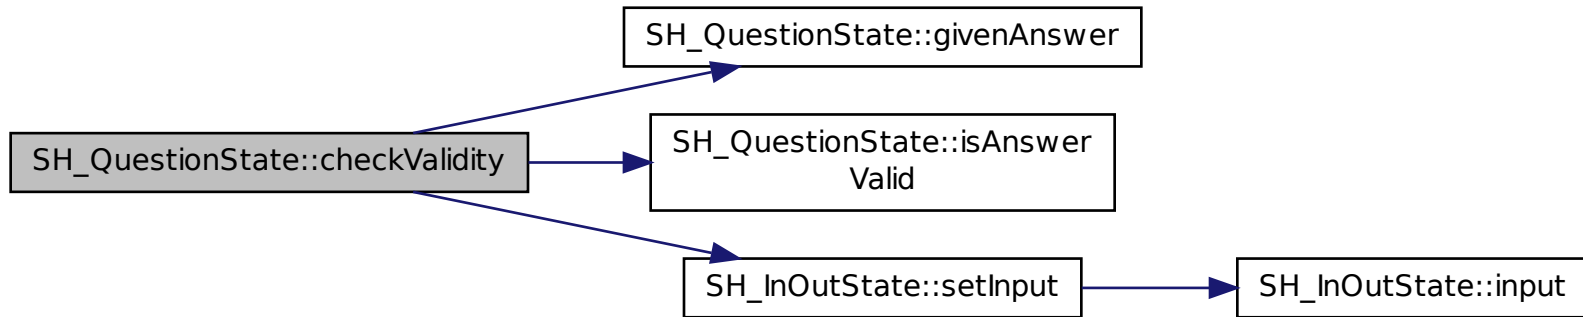 SH_QuestionState::givenAnswer
SH_QuestionState::checkValidity
SH_QuestionState::isAnswer
Valid
SH_InOutState::setInput
SH_InOutState::input